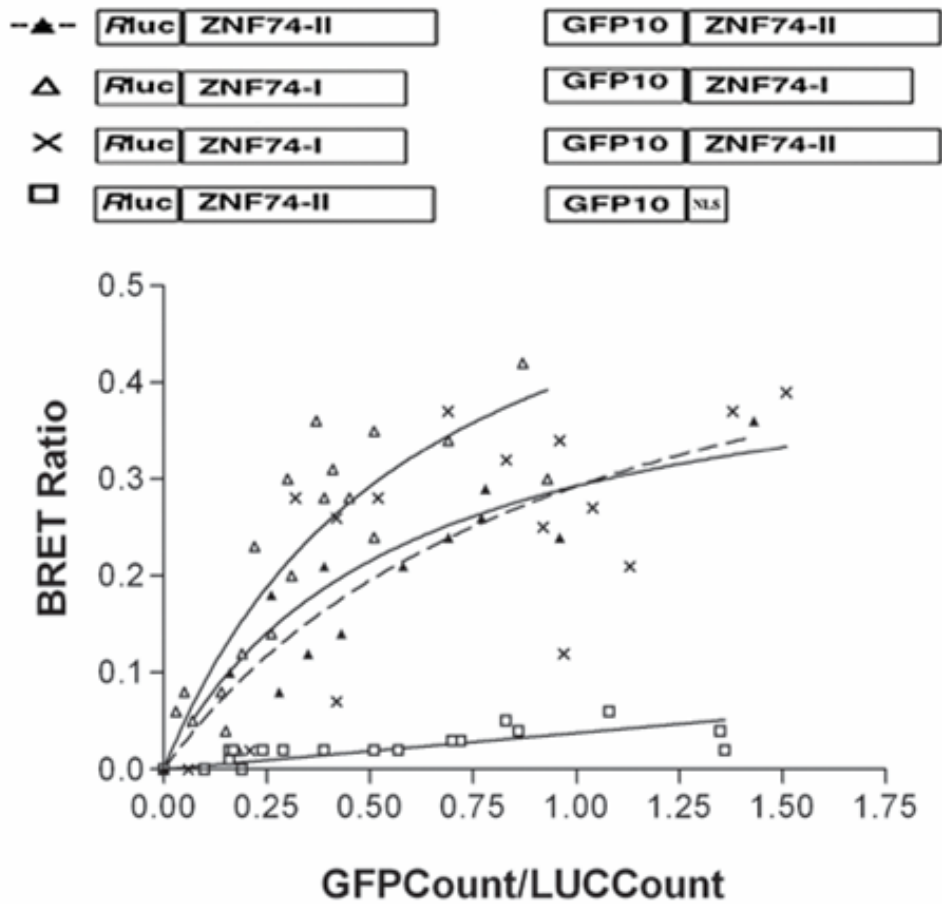 Rluc ZNF74-II GFP10 ZNF74-II
Rluc ZNF74-I GFP10 ZNF74-I
Rluc ZNF74-I GFP10 ZNF74-II
Rluc ZNF74-II GFP10 NLS
0.5
0.4
0.3
0.2
0.1
0.0
BRET Ratio
0.00 0.25 0.50 0.75 1.00 1.25 1.50 1.75
GFPCount/LUCCount